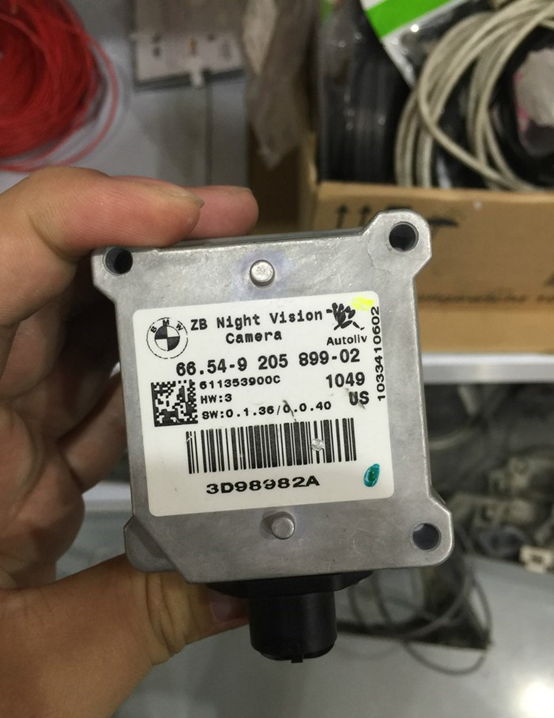 BMW
ZB Night Vision
Camera
Autoliv
66.54-9 205 899-02
611353900C
1049
HW:3
US
SW:0.1.36/0.0.40
1033410602
3D98982A